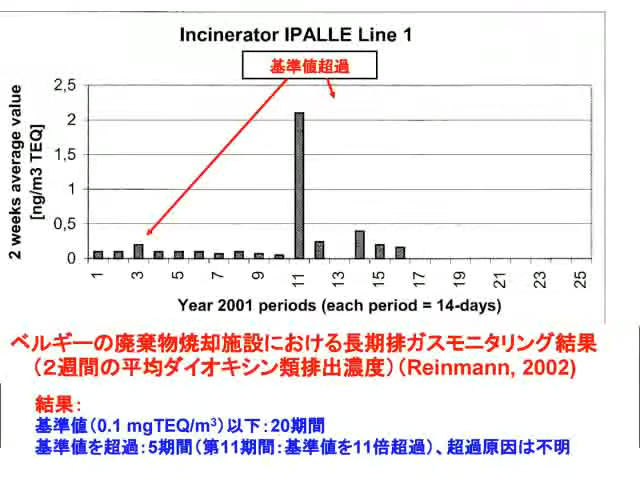 Incinerator IPALLE Line 1
基準値超過
2 weeks average value
[ng/m3 TEQ]
2,5
2
1,5
1
0,5
0
1 3 5 7 9 11 13 15 17 19 21 23 25
Year 2001 periods (each period = 14-days)
ベルギーの廃棄物焼却施設における長期排ガスモニタリング結果
（２週間の平均ダイオキシン類排出濃度）（Reinmann, 2002)
結果：
基準値（0.1 mgTEQ/m³）以下：20期間
基準値を超過：5期間（第11期間：基準値を11倍超過）、超過原因は不明